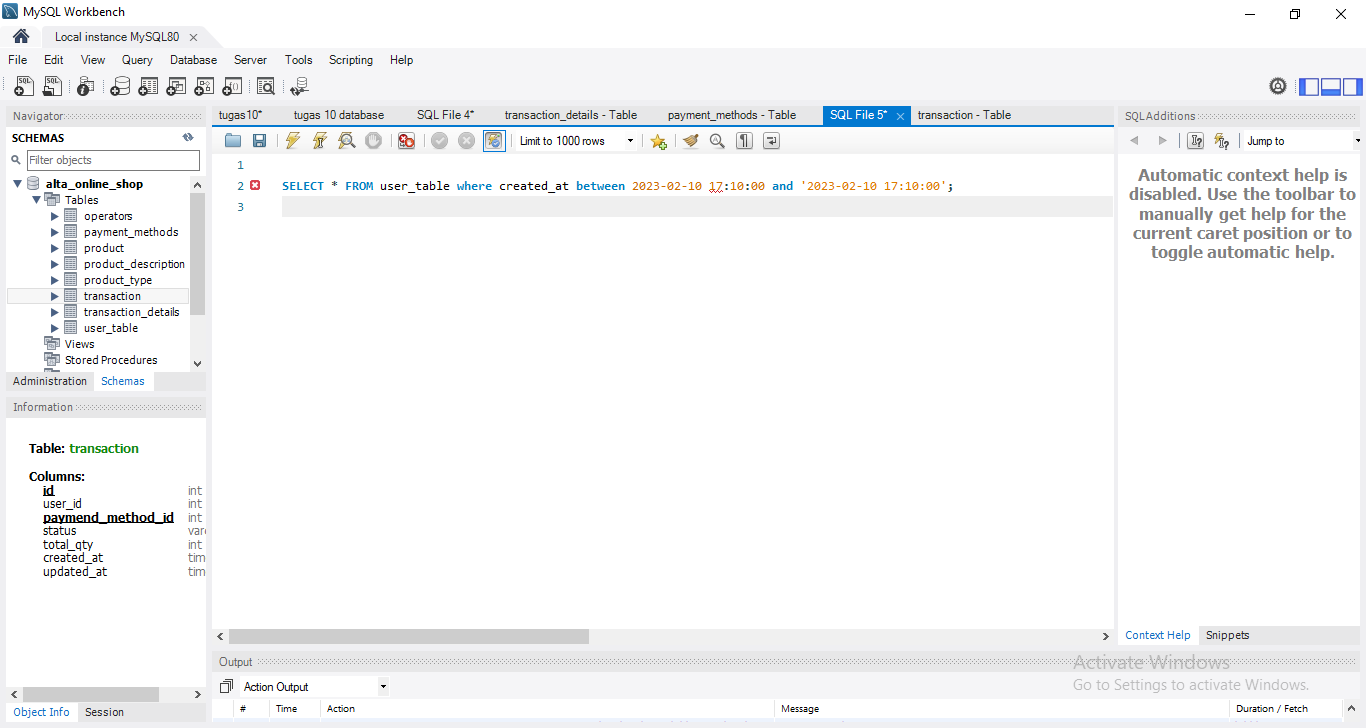 MySQL Workbench
Local instance MySQL80
File Edit View Query Database Server Tools Scripting Help
Navigator
SCHEMAS
Filter objects
alta_online_shop
Tables
operators
payment_methods
product
product_description
product_type
transaction
transaction_details
user_table
Views
Stored Procedures
Administration Schemas
Information
Table: transaction
Columns:
id int
user_id int
paymend_method_id int
status var
total_qty int
created_at tim
updated_at tim
Object Info Session
tugas10* tugas 10 database SQL File 4* transaction_details - Table payment_methods - Table SQL File 5* transaction - Table
Limit to 1000 rows
1
2 SELECT * FROM user_table where created_at between 2023-02-10 17:10:00 and '2023-02-10 17:10:00';
3
Output
Action Output
# Time Action Message Duration / Fetch
SQLAdditions
Jump to
Automatic context help is
disabled. Use the toolbar to
manually get help for the
current caret position or to
toggle automatic help.
Context Help Snippets
Activate Windows
Go to Settings to activate Windows.